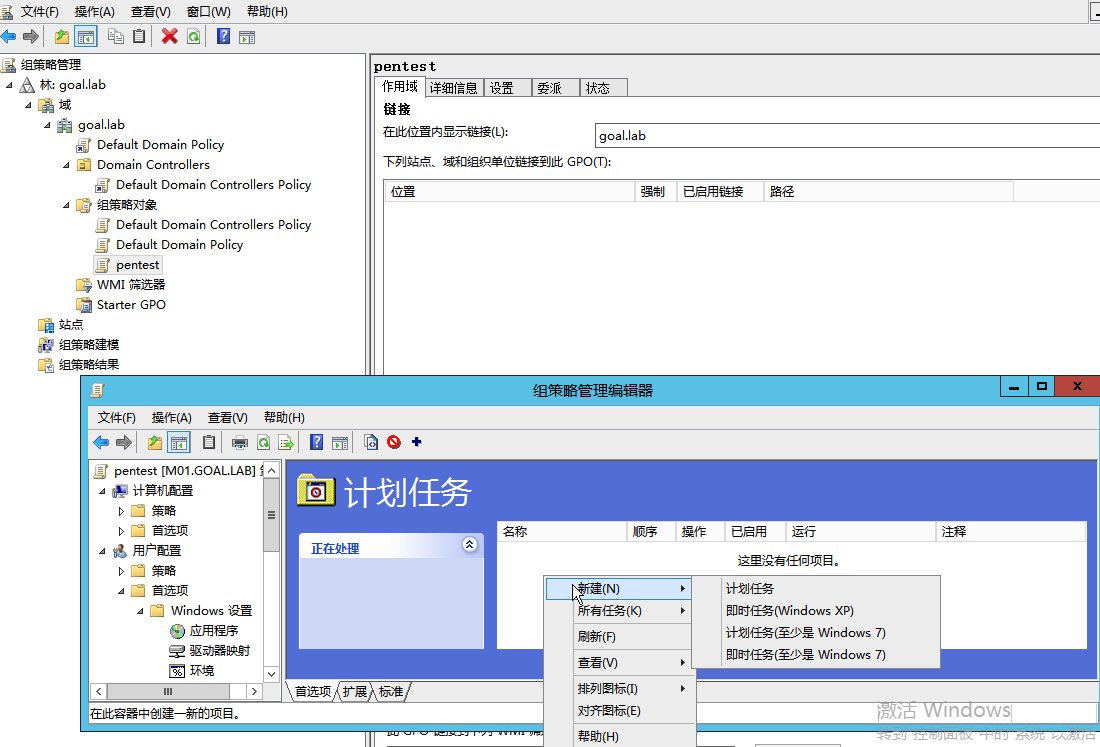 文件(F) 操作(A) 查看(V) 窗口(W) 帮助(H)
组策略管理
林: goal.lab
域
goal.lab
Default Domain Policy
Domain Controllers
Default Domain Controllers Policy
组策略对象
Default Domain Controllers Policy
Default Domain Policy
pentest
WMI 筛选器
Starter GPO
站点
组策略建模
组策略结果
pentest
作用域 详细信息 设置 委派 状态
链接
在此位置内显示链接(L): goal.lab
下列站点、域和组织单位链接到此 GPO(T):
位置 强制 已启用链接 路径
组策略管理编辑器
文件(F) 操作(A) 查看(V) 帮助(H)
pentest [M01.GOAL.LAB]
计算机配置
策略
首选项
用户配置
策略
首选项
Windows 设置
应用程序
驱动器映射
环境
计划任务
正在处理
名称 顺序 操作 已启用 运行 注释
这里没有任何项目。
新建(N)
所有任务(K)
刷新(F)
查看(V)
排列图标(I)
对齐图标(E)
帮助(H)
计划任务
即时任务(Windows XP)
计划任务(至少是 Windows 7)
即时任务(至少是 Windows 7)
首选项 扩展 标准
在此容器中创建一新的项目。
激活 Windows
转到"控制面板"中的"系统"以激活